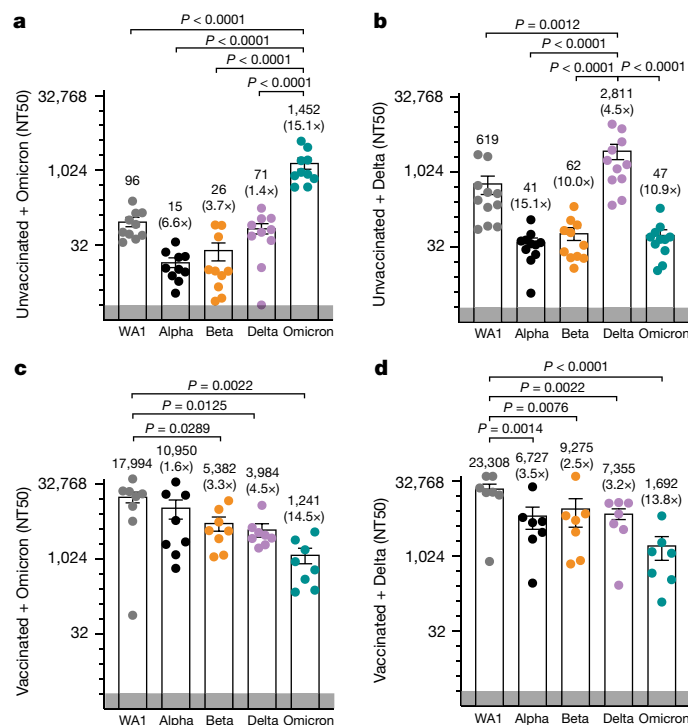 a
P < 0.0001
P < 0.0001
P < 0.0001
P < 0.0001
Unvaccinated + Omicron (NT50)
32,768
1,024
32
96
15
(6.6×)
26
(3.7×)
71
(1.4×)
1,452
(15.1×)
WA1 Alpha Beta Delta Omicron
b
P = 0.0012
P < 0.0001
P < 0.0001 P < 0.0001
Unvaccinated + Delta (NT50)
32,768
1,024
32
619
41
(15.1×)
62
(10.0×)
2,811
(4.5×)
47
(10.9×)
WA1 Alpha Beta Delta Omicron
c
P = 0.0022
P = 0.0125
P = 0.0289
Vaccinated + Omicron (NT50)
32,768
1,024
32
17,994
10,950
(1.6×)
5,382
(3.3×)
3,984
(4.5×)
1,241
(14.5×)
WA1 Alpha Beta Delta Omicron
d
P < 0.0001
P = 0.0022
P = 0.0076
P = 0.0014
Vaccinated + Delta (NT50)
32,768
1,024
32
23,308
6,727
(3.5×)
9,275
(2.5×)
7,355
(3.2×)
1,692
(13.8×)
WA1 Alpha Beta Delta Omicron